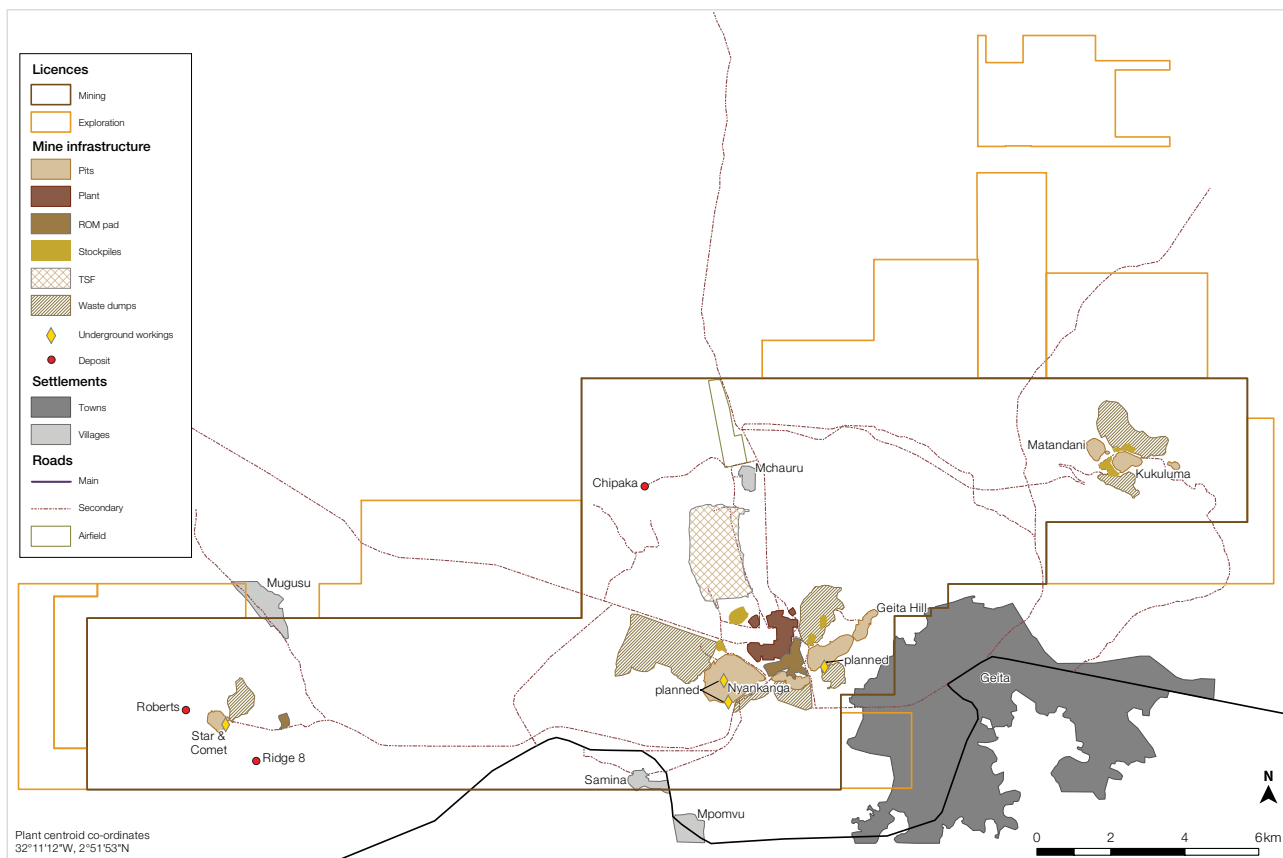 Licences
Mining
Exploration
Mine infrastructure
Pits
Plant
ROM pad
Stockpiles
TSF
Waste dumps
Underground workings
Deposit
Settlements
Towns
Villages
Roads
Main
Secondary
Airfield
Matandani
Kukuluma
Mchauru
Chipaka
Mugusu
Geita Hill
planned
Geita
planned
Nyankanga
Roberts
Star &
Comet
Ridge 8
Samina
Mpomvu
N
Plant centroid co-ordinates
32°11'12"W, 2°51'53"N
0 2 4 6km